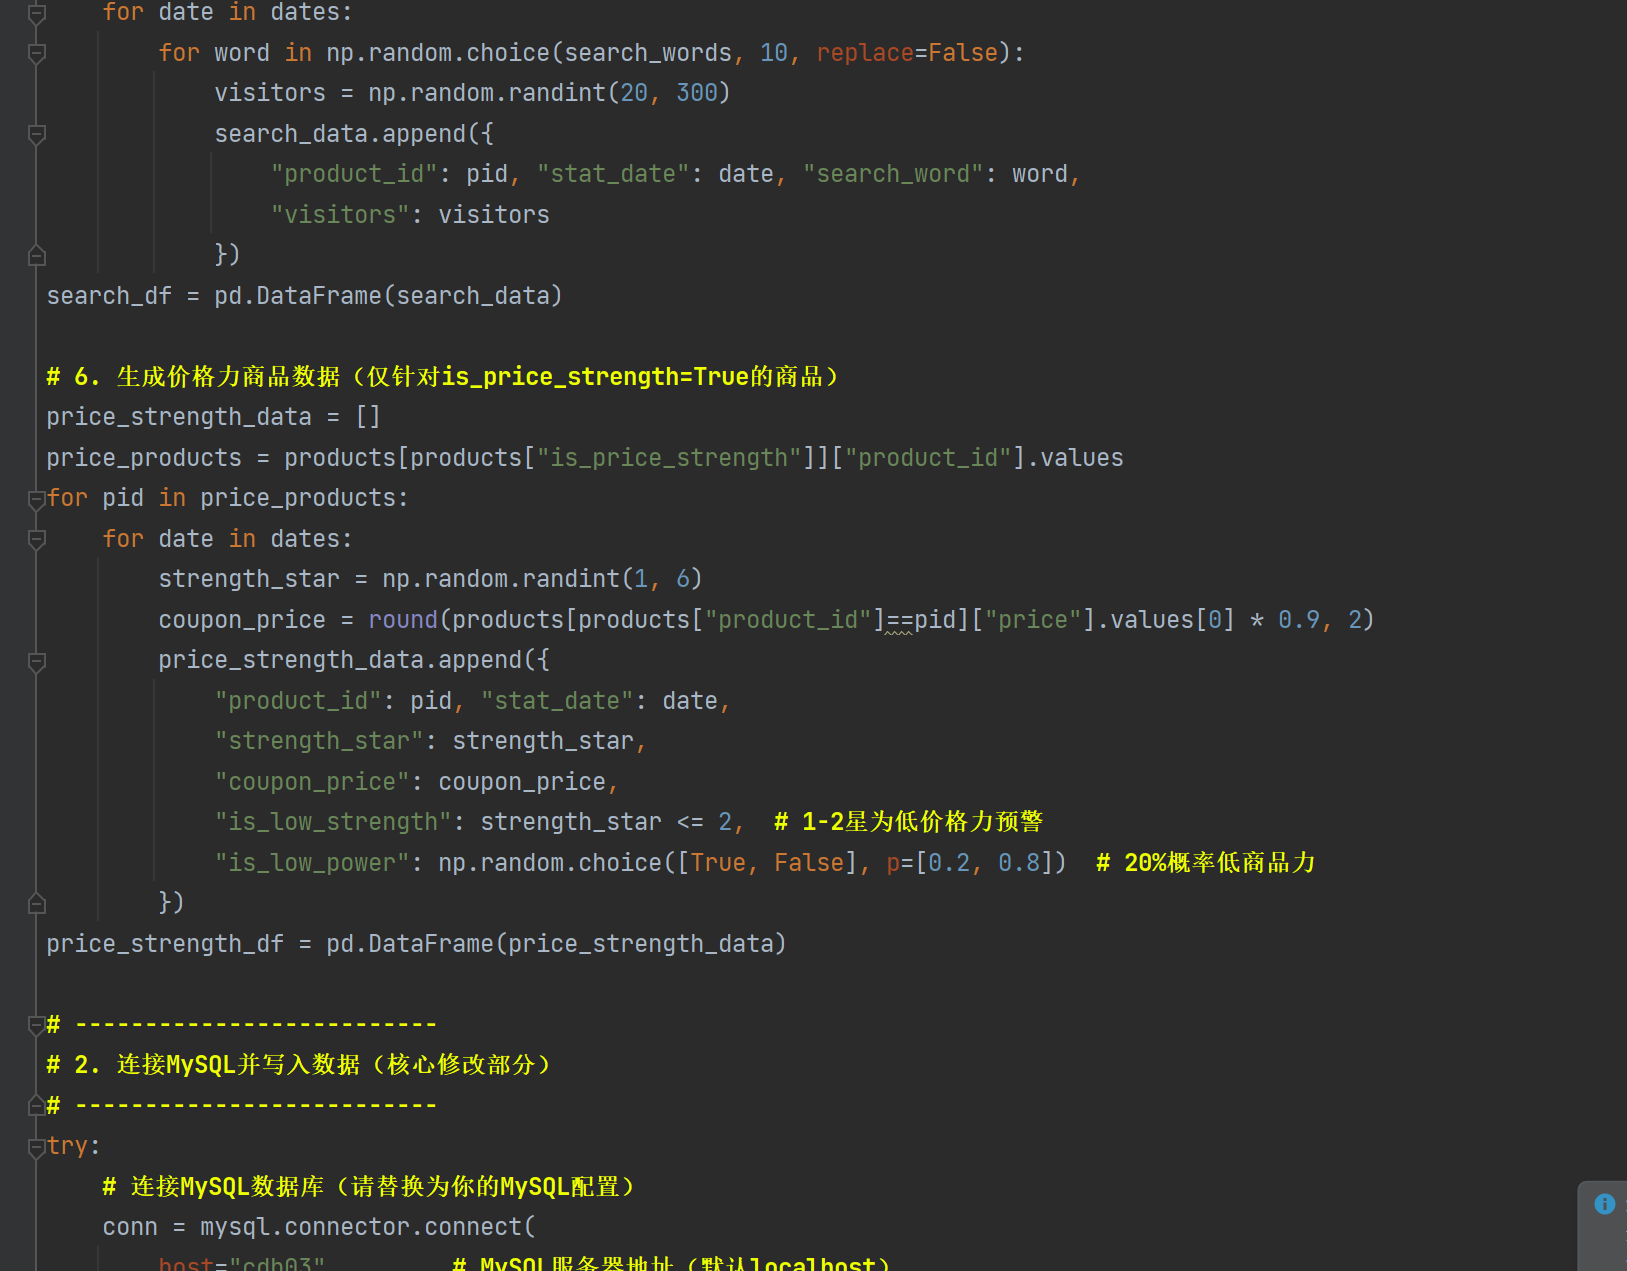 for date in dates:
        for word in np.random.choice(search_words, 10, replace=False):
            visitors = np.random.randint(20, 300)
            search_data.append({
                "product_id": pid, "stat_date": date, "search_word": word,
                "visitors": visitors
            })
search_df = pd.DataFrame(search_data)

# 6. 生成价格力商品数据（仅针对is_price_strength=True的商品）
price_strength_data = []
price_products = products[products["is_price_strength"]]["product_id"].values
for pid in price_products:
    for date in dates:
        strength_star = np.random.randint(1, 6)
        coupon_price = round(products[products["product_id"]==pid]["price"].values[0] * 0.9, 2)
        price_strength_data.append({
            "product_id": pid, "stat_date": date,
            "strength_star": strength_star,
            "coupon_price": coupon_price,
            "is_low_strength": strength_star <= 2,  # 1-2星为低价格力预警
            "is_low_power": np.random.choice([True, False], p=[0.2, 0.8])  # 20%概率低商品力
        })
price_strength_df = pd.DataFrame(price_strength_data)

# --------------------------
# 2. 连接MySQL并写入数据（核心修改部分）
# --------------------------
try:
    # 连接MySQL数据库（请替换为你的MySQL配置）
    conn = mysql.connector.connect(
        host="cdh03"         # MySQL服务器地址（默认localhost）